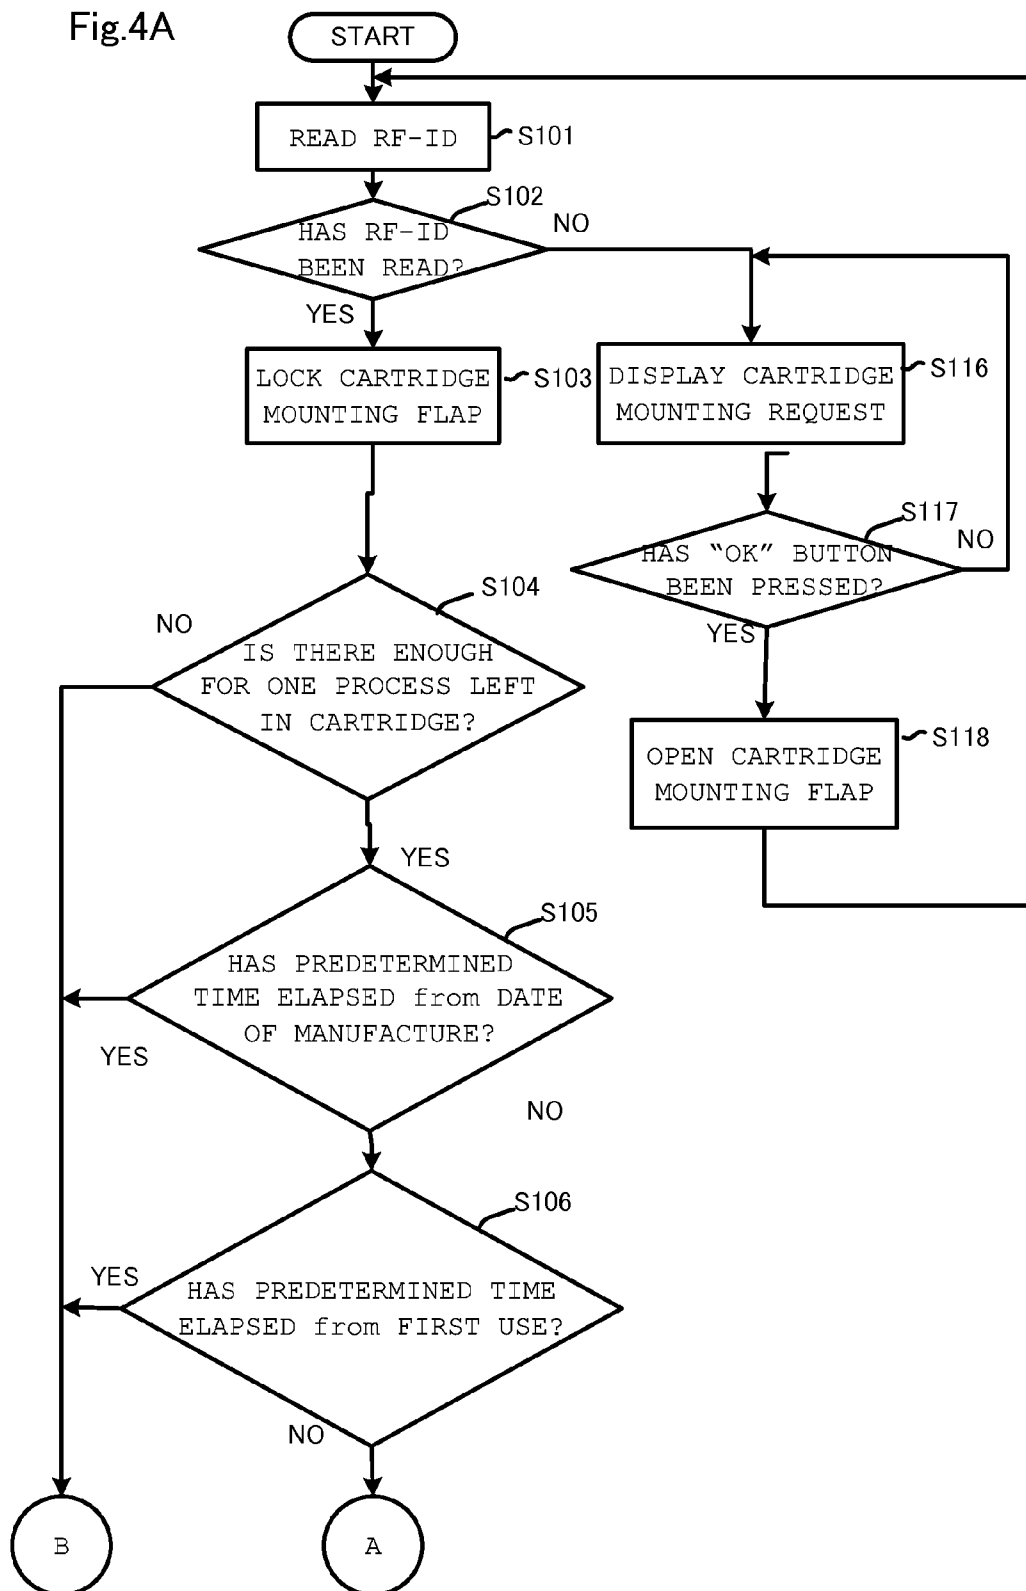 Fig.4A
START
READ RF-ID
S101
S102
HAS RF-ID
BEEN READ?
NO
YES
LOCK CARTRIDGE
MOUNTING FLAP
S103
DISPLAY CARTRIDGE
MOUNTING REQUEST
S116
S117
HAS “OK” BUTTON
BEEN PRESSED?
NO
YES
S104
NO
IS THERE ENOUGH
FOR ONE PROCESS LEFT
IN CARTRIDGE?
OPEN CARTRIDGE
MOUNTING FLAP
S118
YES
S105
HAS PREDETERMINED
TIME ELAPSED from DATE
OF MANUFACTURE?
YES
NO
S106
YES
HAS PREDETERMINED TIME
ELAPSED from FIRST USE?
NO
B
A